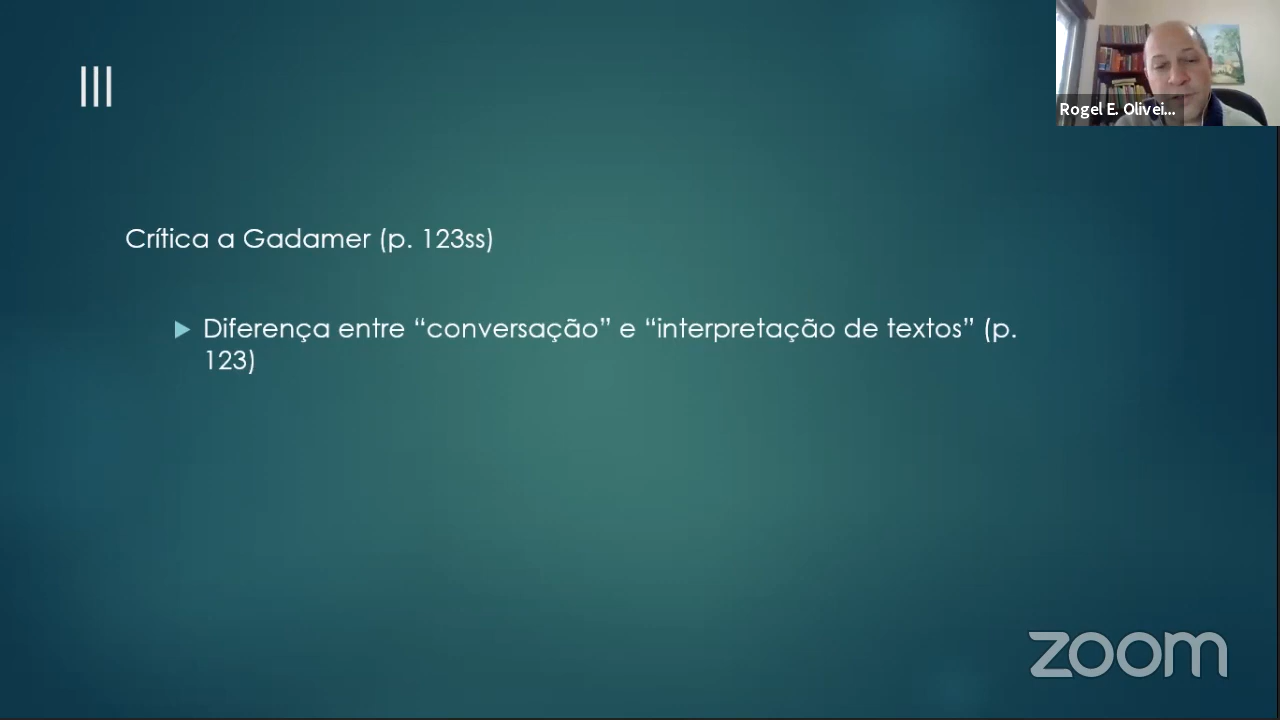 III
Rogel E. Olivei...
Crítica a Gadamer (p. 123ss)
Diferença entre “conversação” e “interpretação de textos” (p.
123)
zoom